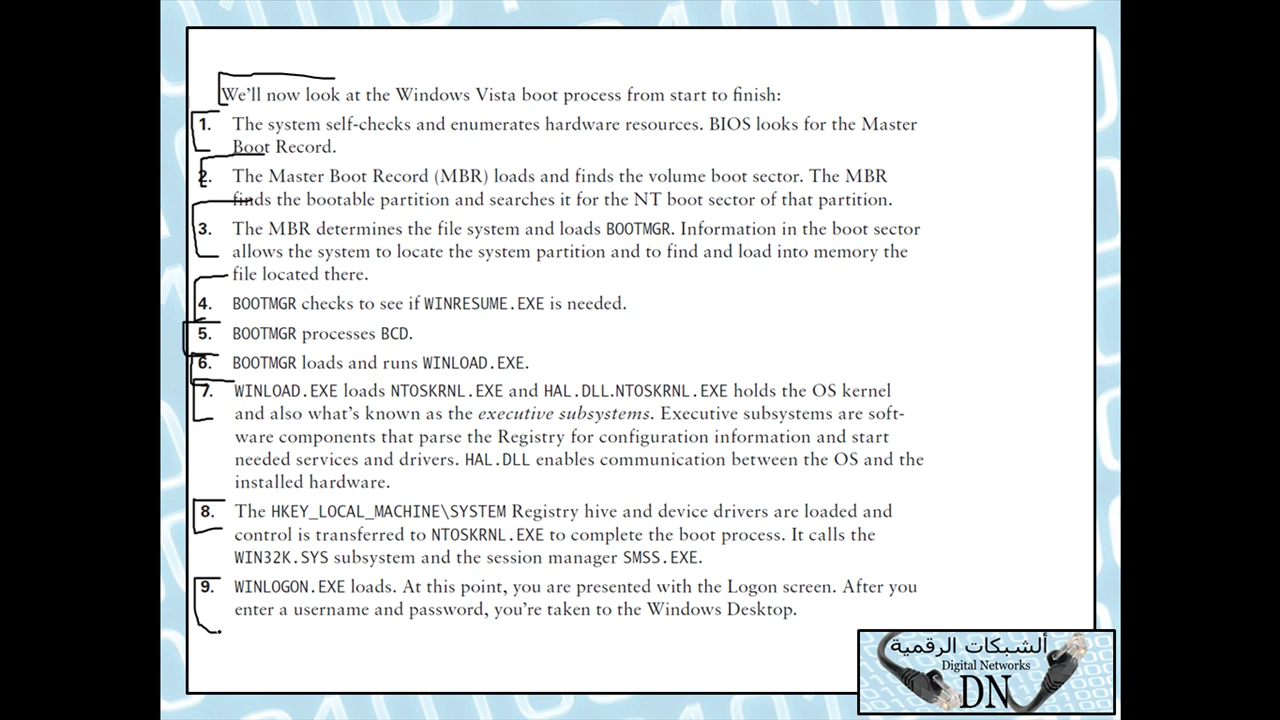 We'll now look at the Windows Vista boot process from start to finish:
1. The system self-checks and enumerates hardware resources. BIOS looks for the Master
Boot Record.
2. The Master Boot Record (MBR) loads and finds the volume boot sector. The MBR
finds the bootable partition and searches it for the NT boot sector of that partition.
3. The MBR determines the file system and loads BOOTMGR. Information in the boot sector
allows the system to locate the system partition and to find and load into memory the
file located there.
4. BOOTMGR checks to see if WINRESUME.EXE is needed.
5. BOOTMGR processes BCD.
6. BOOTMGR loads and runs WINLOAD.EXE.
7. WINLOAD.EXE loads NTOSKRNL.EXE and HAL.DLL.NTOSKRNL.EXE holds the OS kernel
and also what's known as the executive subsystems. Executive subsystems are soft-
ware components that parse the Registry for configuration information and start
needed services and drivers. HAL.DLL enables communication between the OS and the
installed hardware.
8. The HKEY_LOCAL_MACHINE\SYSTEM Registry hive and device drivers are loaded and
control is transferred to NTOSKRNL.EXE to complete the boot process. It calls the
WIN32K.SYS subsystem and the session manager SMSS.EXE.
9. WINLOGON.EXE loads. At this point, you are presented with the Logon screen. After you
enter a username and password, you're taken to the Windows Desktop.
ألشبكات الرقمية
Digital Networks
DN